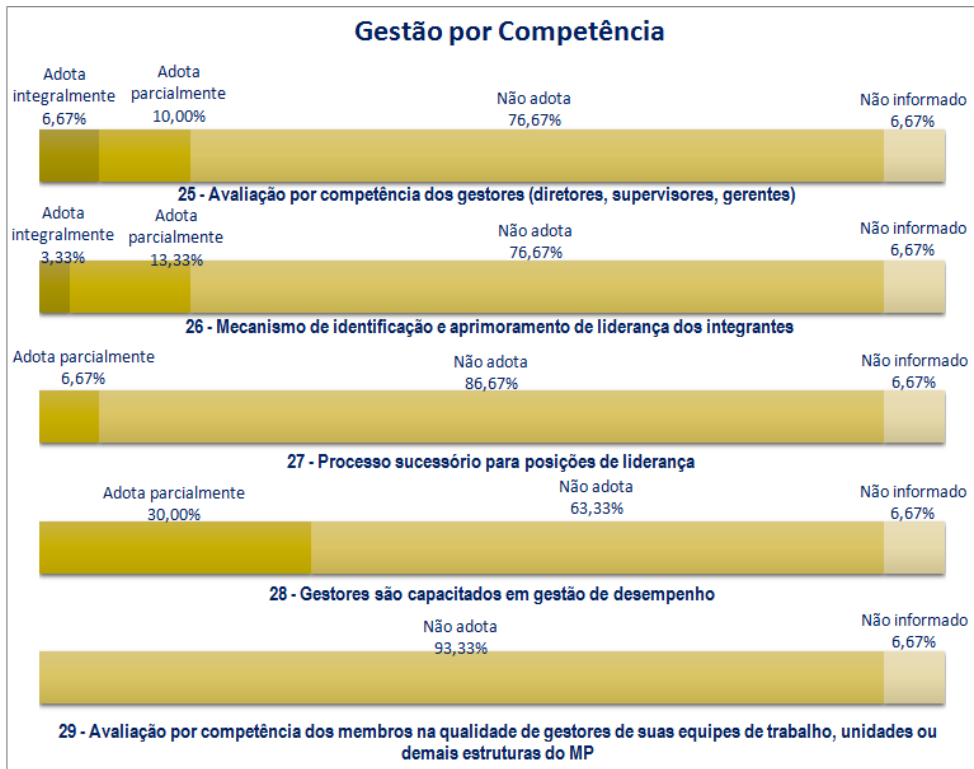 Gestão por Competência
Adota
integralmente
6,67%
Adota
parcialmente
10,00%
Não adota
76,67%
Não informado
6,67%
25 - Avaliação por competência dos gestores (diretores, supervisores, gerentes)
Adota
integralmente
3,33%
Adota
parcialmente
13,33%
Não adota
76,67%
Não informado
6,67%
26 - Mecanismo de identificação e aprimoramento de liderança dos integrantes
Adota parcialmente
6,67%
Não adota
86,67%
Não informado
6,67%
27 - Processo sucessório para posições de liderança
Adota parcialmente
30,00%
Não adota
63,33%
Não informado
6,67%
28 - Gestores são capacitados em gestão de desempenho
Não adota
93,33%
Não informado
6,67%
29 - Avaliação por competência dos membros na qualidade de gestores de suas equipes de trabalho, unidades ou
demais estruturas do MP